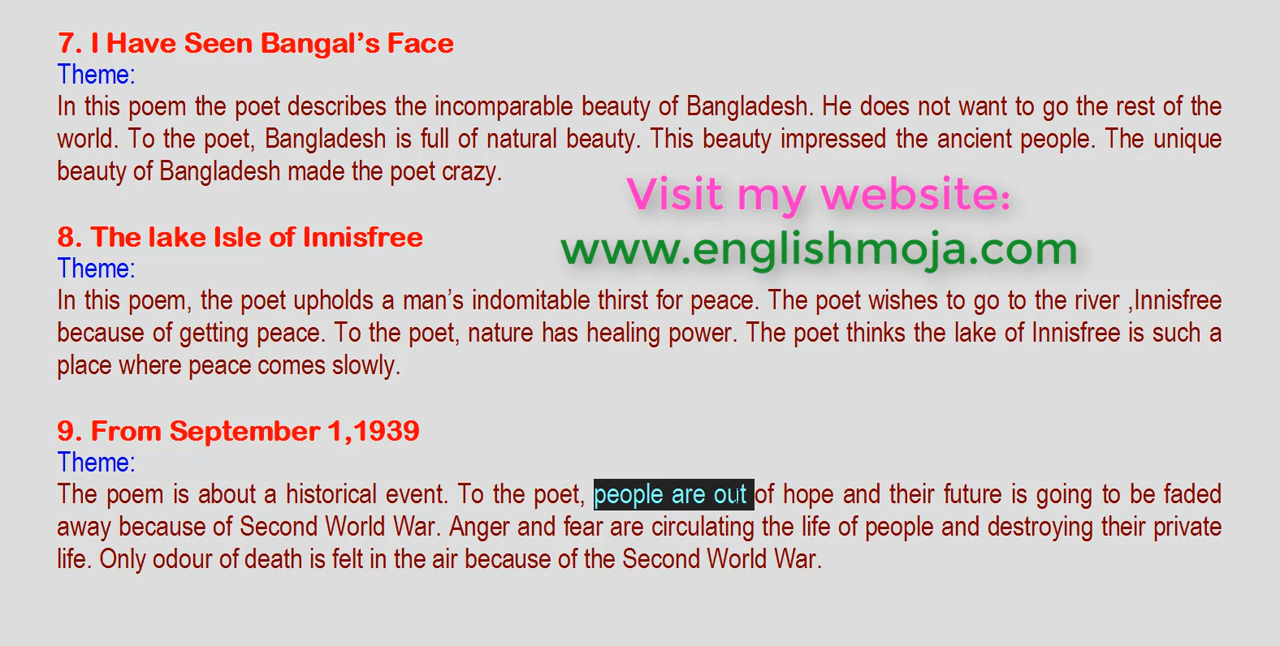 7. I Have Seen Bangal’s Face
Theme:
In this poem the poet describes the incomparable beauty of Bangladesh. He does not want to go the rest of the
world. To the poet, Bangladesh is full of natural beauty. This beauty impressed the ancient people. The unique
beauty of Bangladesh made the poet crazy.
Visit my website:
www.englishmoja.com
8. The lake Isle of Innisfree
Theme:
In this poem, the poet upholds a man’s indomitable thirst for peace. The poet wishes to go to the river ,Innisfree
because of getting peace. To the poet, nature has healing power. The poet thinks the lake of Innisfree is such a
place where peace comes slowly.
9. From September 1,1939
Theme:
The poem is about a historical event. To the poet, people are out of hope and their future is going to be faded
away because of Second World War. Anger and fear are circulating the life of people and destroying their private
life. Only odour of death is felt in the air because of the Second World War.